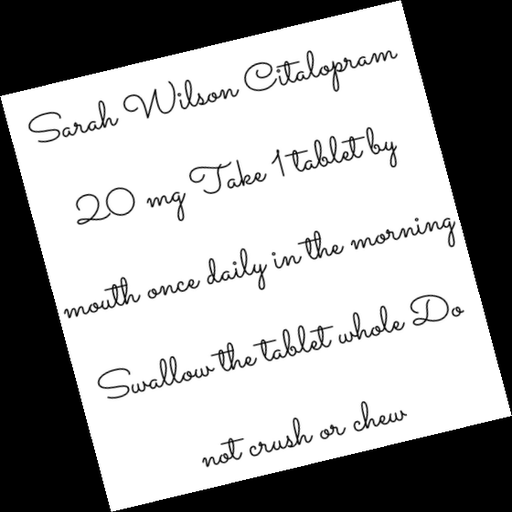 Sarah Wilson Citalopram
20 mg Take 1 tablet by
mouth once daily in the morning
Swallow the tablet whole Do
not crush or chew